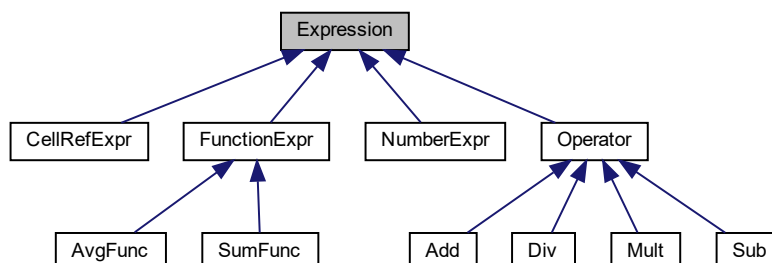 Expression
CellRefExpr FunctionExpr NumberExpr Operator
AvgFunc SumFunc Add Div Mult Sub